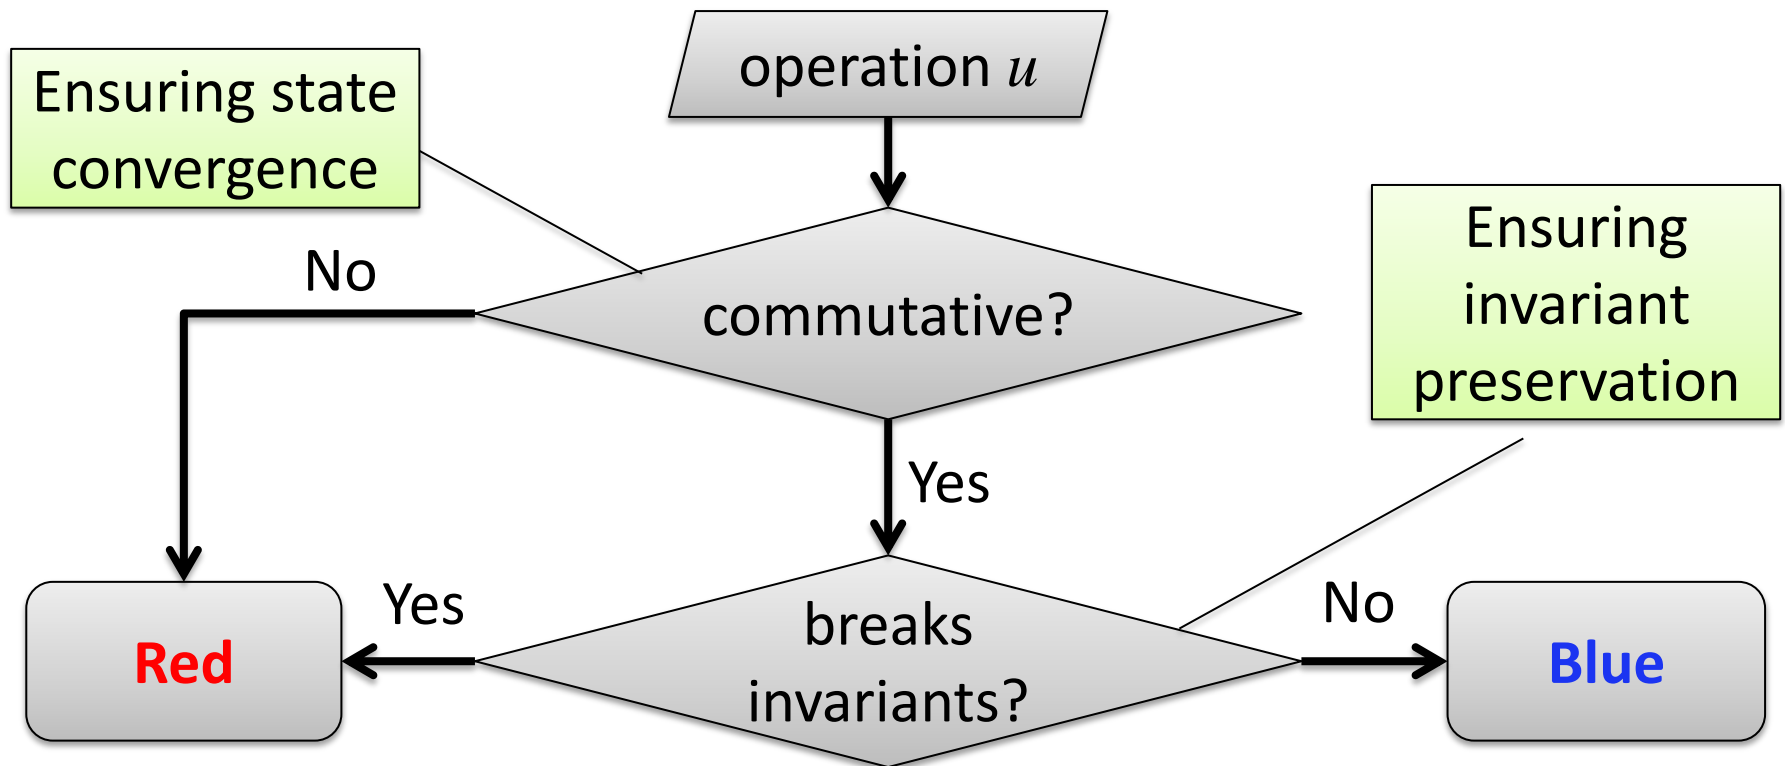 operation u
Ensuring state
convergence
Ensuring
invariant
preservation
No
commutative?
Yes
Yes
breaks
invariants?
No
Red
Blue